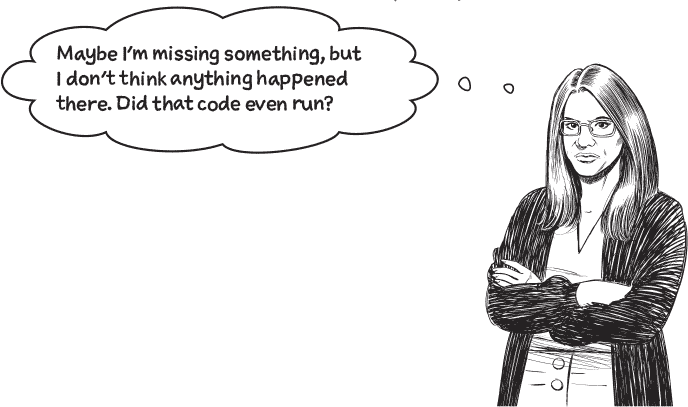 Maybe I'm missing something, but
I don't think anything happened
there. Did that code even run?